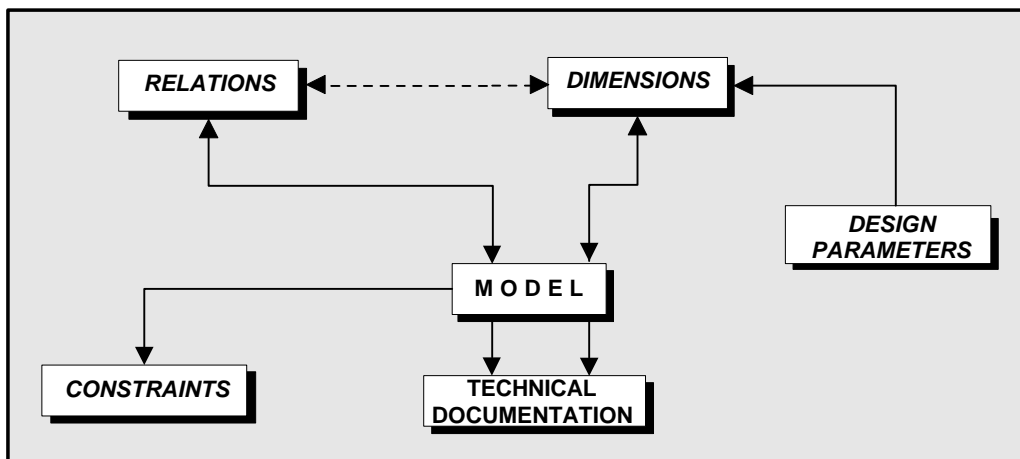 RELATIONS
DIMENSIONS
DESIGN
PARAMETERS
M O D E L
CONSTRAINTS
TECHNICAL
DOCUMENTATION